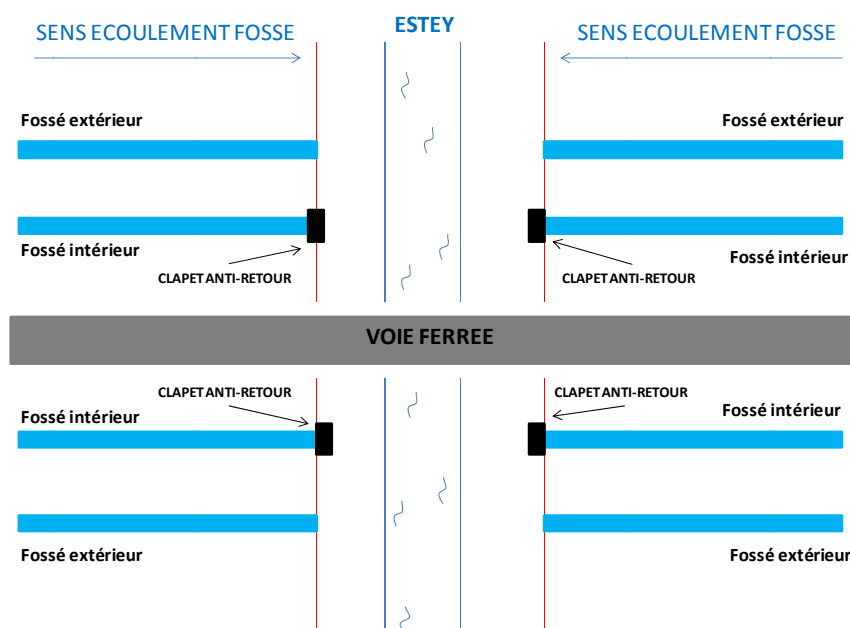 SENS ECOULEMENT FOSSE
ESTEY
SENS ECOULEMENT FOSSE
Fossé extérieur
Fossé extérieur
Fossé intérieur
Fossé intérieur
CLAPET ANTI-RETOUR
CLAPET ANTI-RETOUR
VOIE FERREE
CLAPET ANTI-RETOUR
CLAPET ANTI-RETOUR
Fossé intérieur
Fossé intérieur
Fossé extérieur
Fossé extérieur